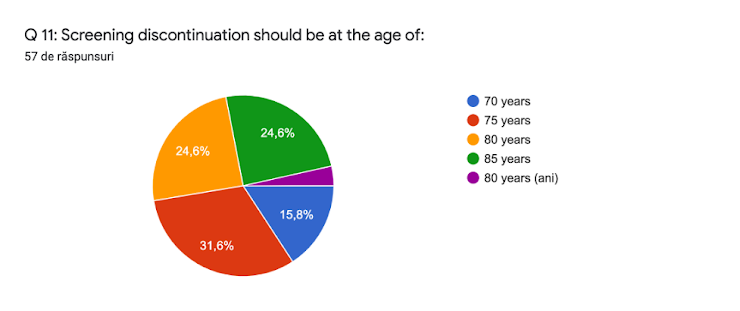 Q 11: Screening discontinuation should be at the age of:
57 de răspunsuri
24,6%
24,6%
15,8%
31,6%
70 years
75 years
80 years
85 years
80 years (ani)